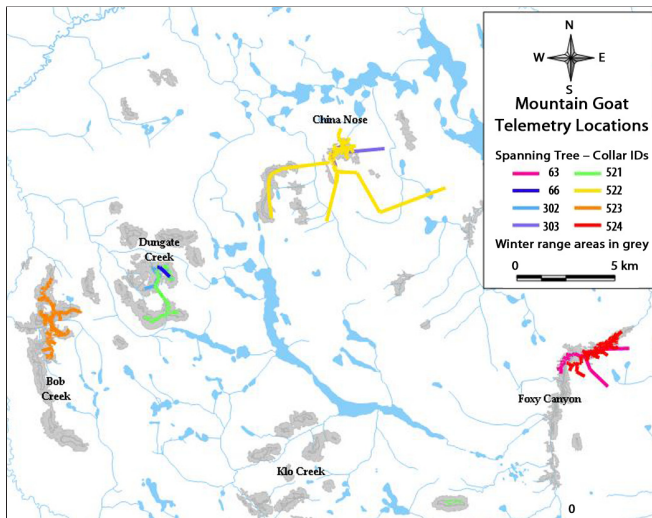 N
W E
S
Mountain Goat
Telemetry Locations
Spanning Tree – Collar IDs
63 521
66 522
302 523
303 524
Winter range areas in grey
0 5 km
China Nose
Dungate
Creek
Bob
Creek
Foxy Canyon
Klo Creek
0